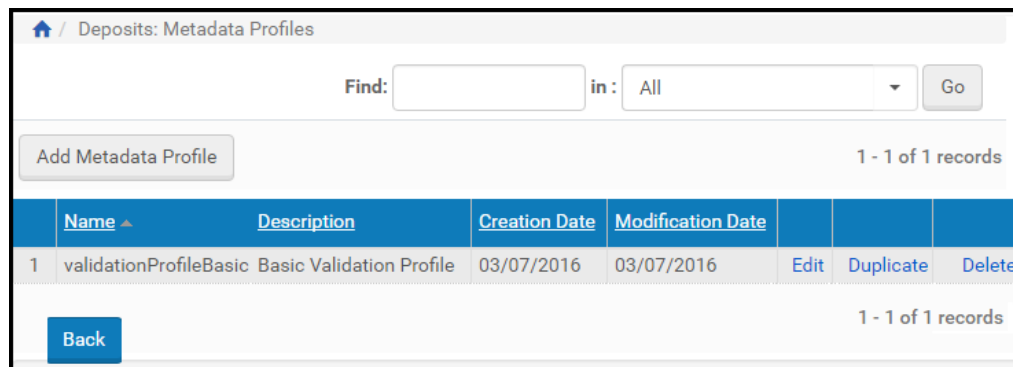 / Deposits: Metadata Profiles
Find: in : All Go
Add Metadata Profile 1 - 1 of 1 records
Name Description Creation Date Modification Date
1 validationProfileBasic Basic Validation Profile 03/07/2016 03/07/2016 Edit Duplicate Delete
1 - 1 of 1 records
Back